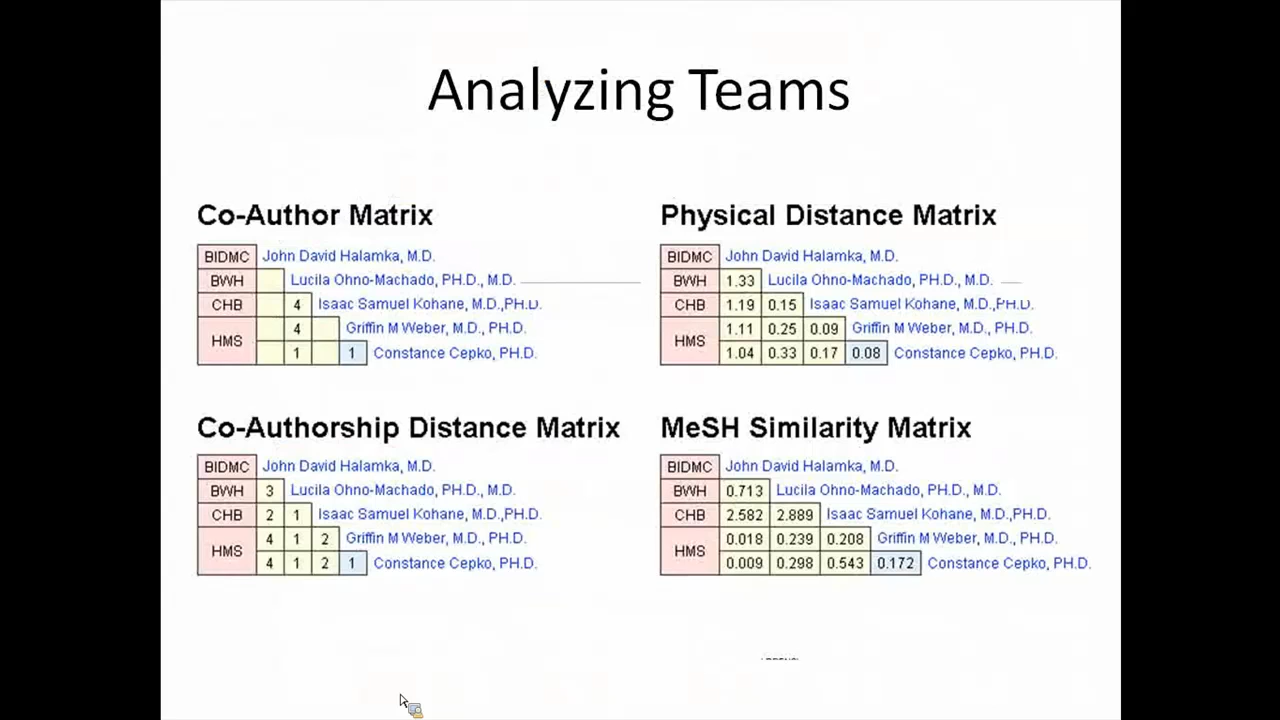 Analyzing Teams
Co-Author Matrix
BIDMC John David Halamka, M.D.
BWH Lucila Ohno-Machado, PH.D., M.D.
CHB 4 Isaac Samuel Kohane, M.D.,PH.D.
HMS
4 Griffin M Weber, M.D., PH.D.
1 1 Constance Cepko, PH.D.
Physical Distance Matrix
BIDMC John David Halamka, M.D.
BWH 1.33 Lucila Ohno-Machado, PH.D., M.D.
CHB 1.19 0.15 Isaac Samuel Kohane, M.D.,PH.D.
HMS
1.11 0.25 0.09 Griffin M Weber, M.D., PH.D.
1.04 0.33 0.17 0.08 Constance Cepko, PH.D.
Co-Authorship Distance Matrix
BIDMC John David Halamka, M.D.
BWH 3 Lucila Ohno-Machado, PH.D., M.D.
CHB 2 1 Isaac Samuel Kohane, M.D.,PH.D.
HMS
4 1 2 Griffin M Weber, M.D., PH.D.
4 1 2 1 Constance Cepko, PH.D.
MeSH Similarity Matrix
BIDMC John David Halamka, M.D.
BWH 0.713 Lucila Ohno-Machado, PH.D., M.D.
CHB 2.582 2.889 Isaac Samuel Kohane, M.D.,PH.D.
HMS
0.018 0.239 0.208 Griffin M Weber, M.D., PH.D.
0.009 0.298 0.543 0.172 Constance Cepko, PH.D.